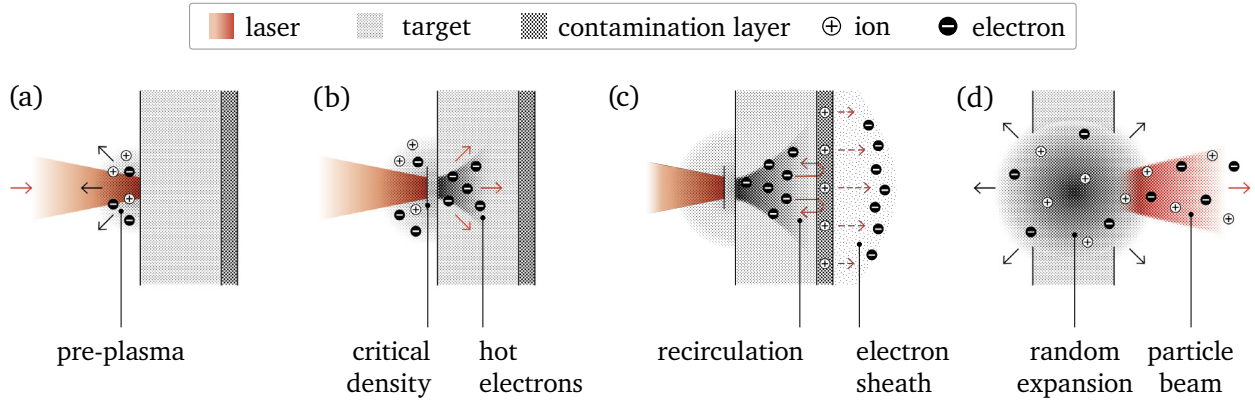 laser target contamination layer ion electron
(a) (b) (c) (d)
pre-plasma critical density hot electrons recirculation electron sheath random expansion particle beam